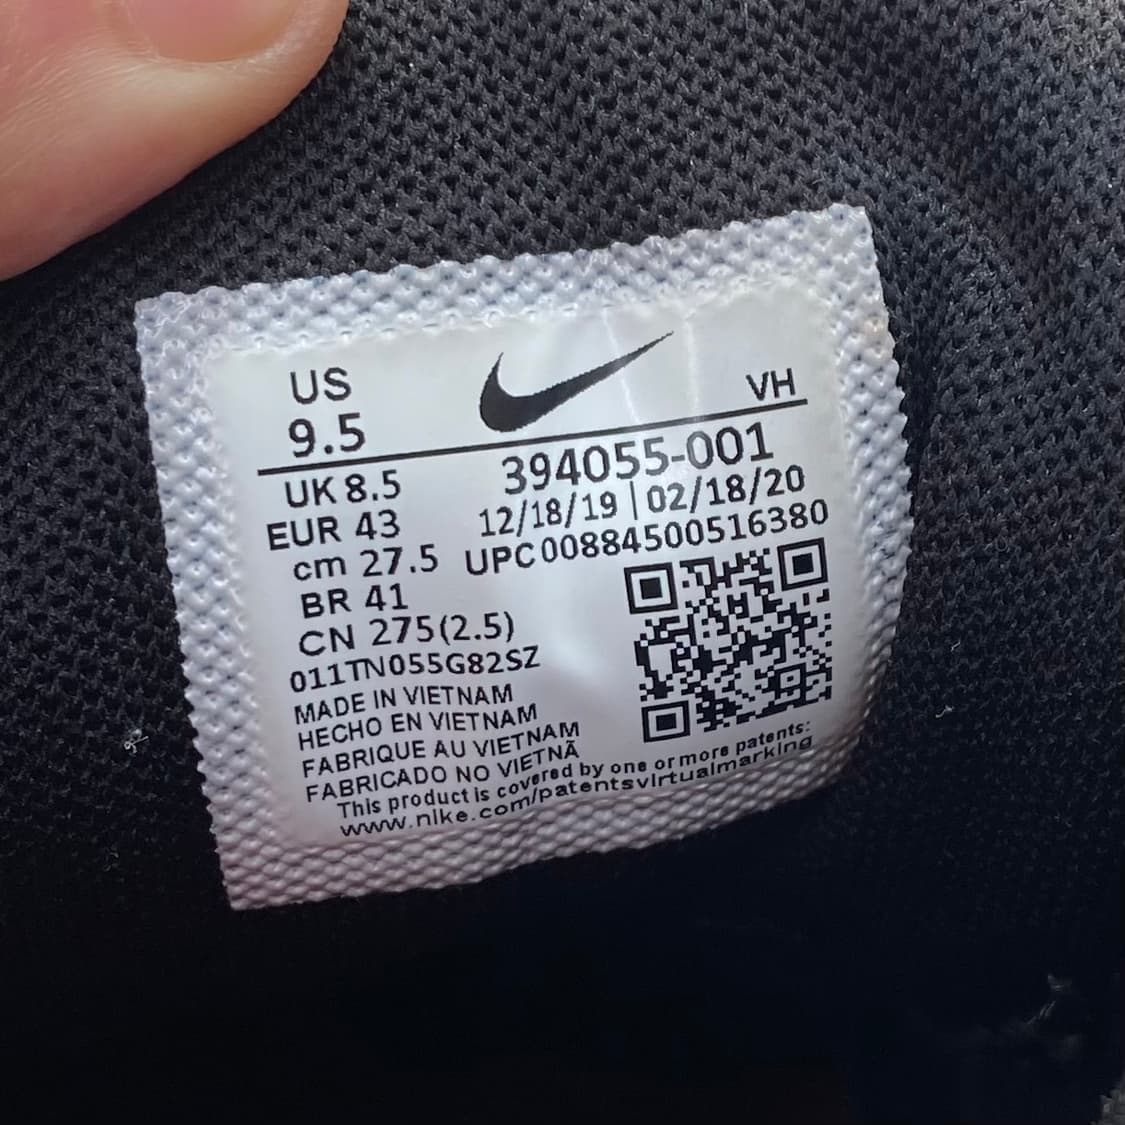 US
9.5
VH
UK 8.5
EUR 43
cm 27.5
BR 41
CN 275(2.5)
011TN055G82SZ
394055-001
12/18/19 | 02/18/20
UPC00884500516380
MADE IN VIETNAM
HECHO EN VIETNAM
FABRIQUE AU VIETNAM
FABRICADO NO VIETNÃ
This product is covered by one or more patents:
www.nike.com/patentsvirtualmarking